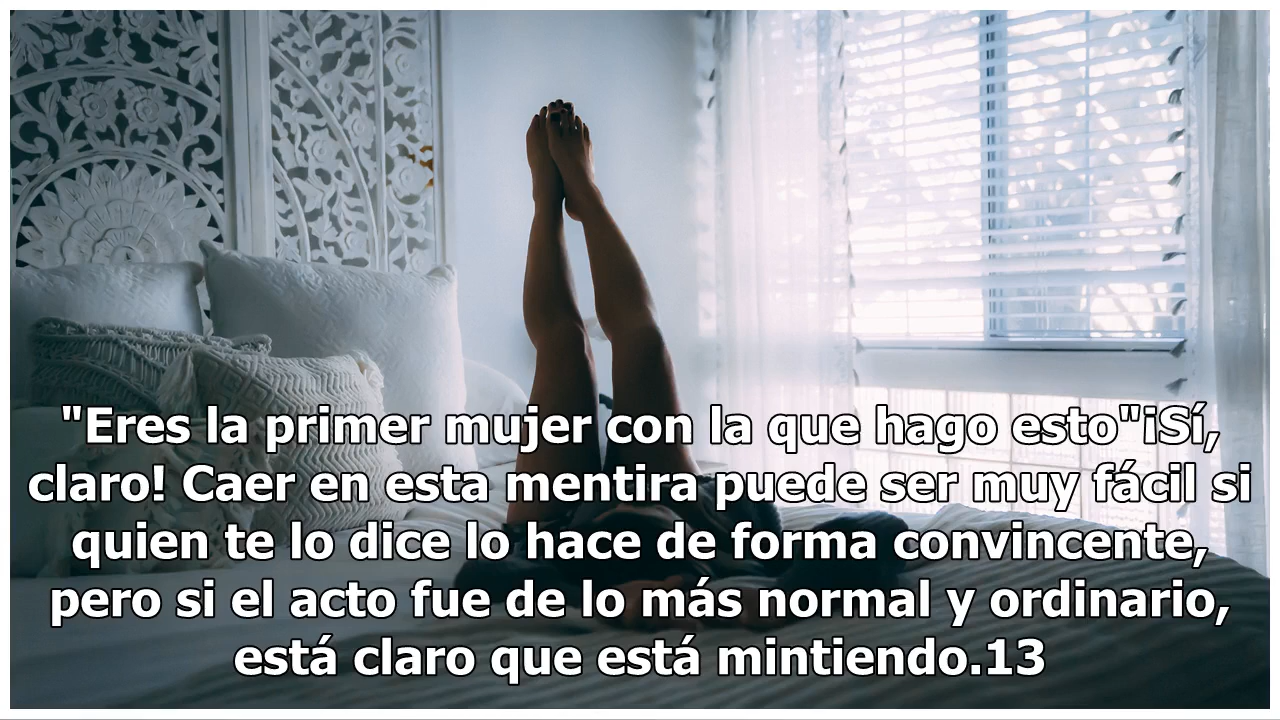 "Eres la primer mujer con la que hago esto"¡Sí,
claro! Caer en esta mentira puede ser muy fácil si
quien te lo dice lo hace de forma convincente,
pero si el acto fue de lo más normal y ordinario,
está claro que está mintiendo.13